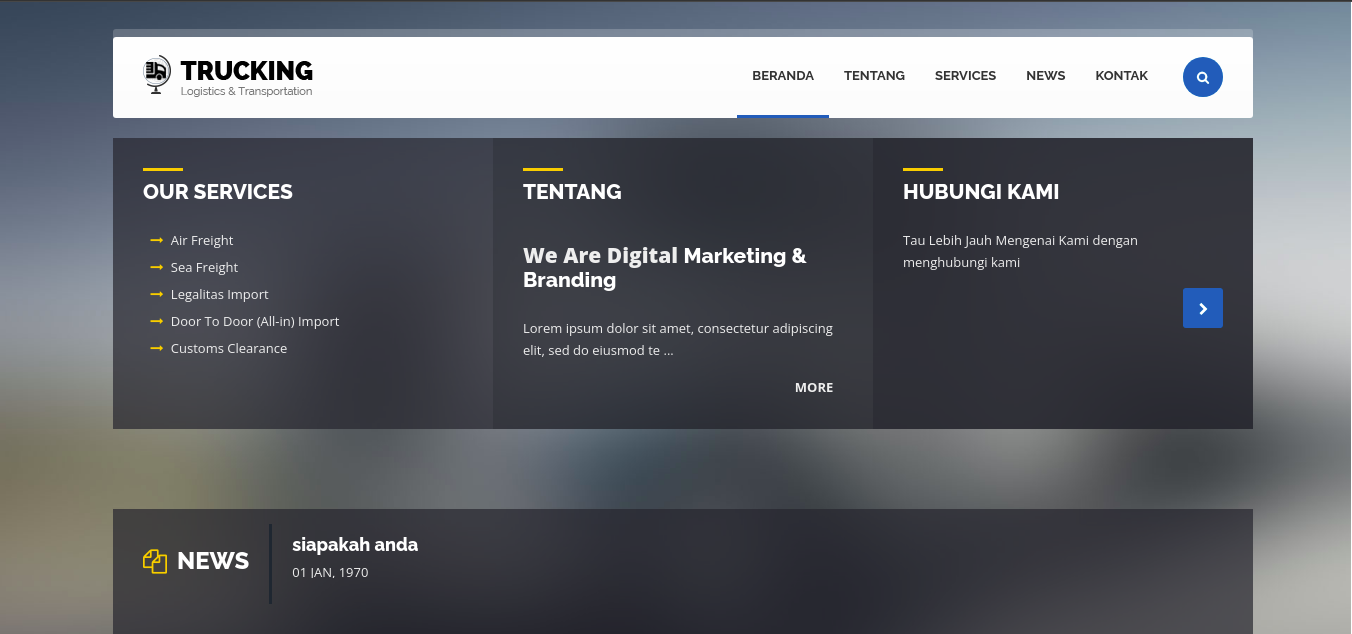 TRUCKING
Logistics & Transportation
BERANDA
TENTANG
SERVICES
NEWS
KONTAK
OUR SERVICES
Air Freight
Sea Freight
Legalitas Import
Door To Door (All-in) Import
Customs Clearance
TENTANG
We Are Digital Marketing &
Branding
Lorem ipsum dolor sit amet, consectetur adipiscing
elit, sed do eiusmod te ...
MORE
HUBUNGI KAMI
Tau Lebih Jauh Mengenai Kami dengan
menghubungi kami
NEWS
siapakah anda
01 JAN, 1970